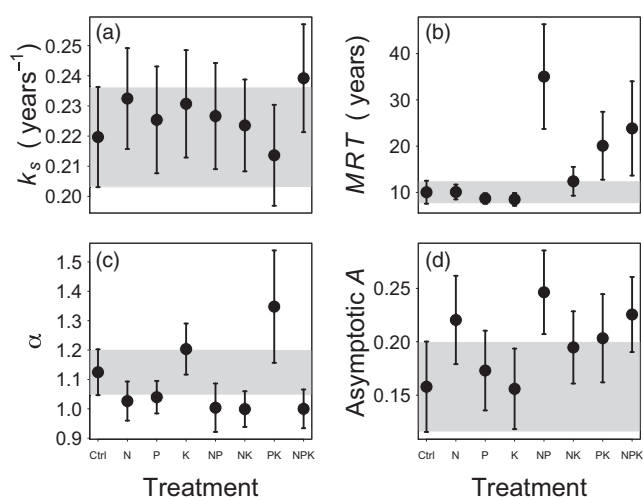 (a)
k_s ( years⁻¹)
0.25
0.24
0.23
0.22
0.21
0.20
(b)
MRT ( years)
40
30
20
10
(c)
α
1.5
1.4
1.3
1.2
1.1
1.0
0.9
Ctrl N P K NP NK PK NPK
Treatment
(d)
Asymptotic A
0.25
0.20
0.15
Ctrl N P K NP NK PK NPK
Treatment